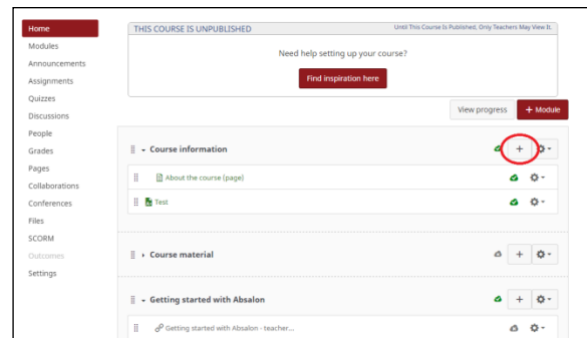 Home
Modules
Announcements
Assignments
Quizzes
Discussions
People
Grades
Pages
Collaborations
Conferences
Files
SCORM
Outcomes
Settings
THIS COURSE IS UNPUBLISHED
Until This Course Is Published, Only Teachers May View It.
Need help setting up your course?
Find inspiration here
View progress
+ Module
Course information
About the course (page)
Test
Course material
Getting started with Absalon
Getting started with Absalon - teacher...